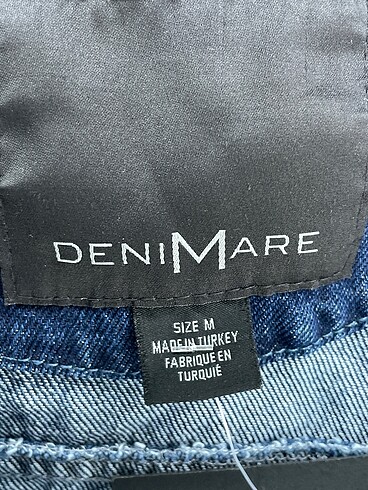 DENIMARE
SIZE M
MADE IN TURKEY
FABRIQUE EN
TURQUIÉ